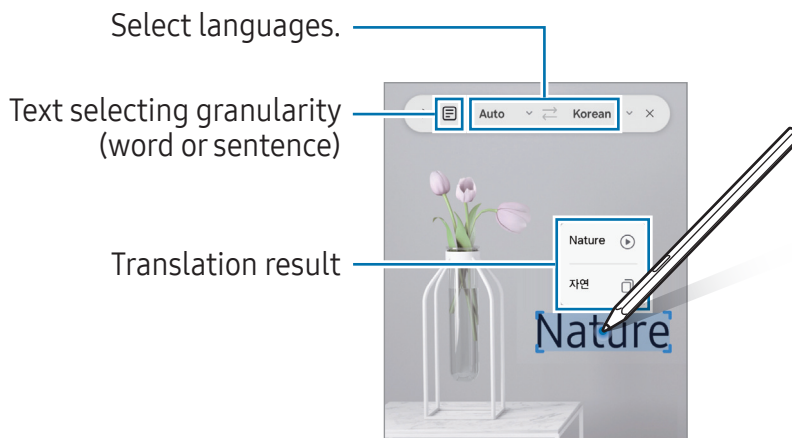 Select languages.
Text selecting granularity
(word or sentence)
Auto Korean
Nature
자연
Translation result
Nature